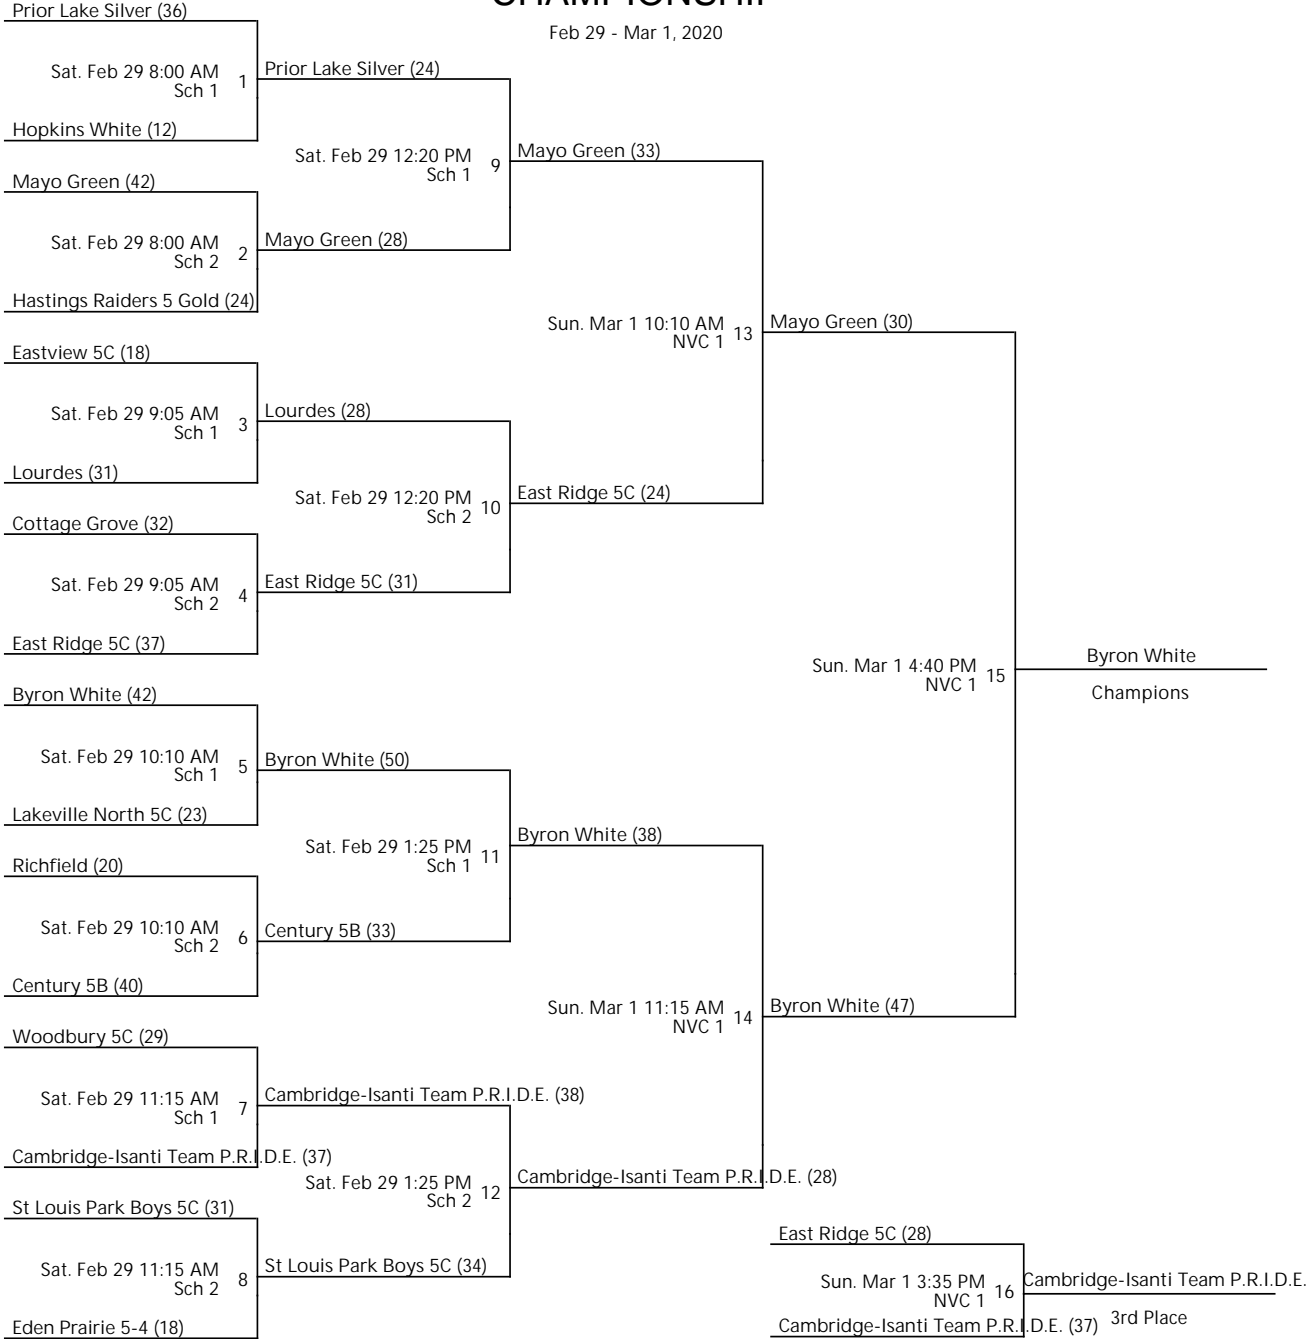 CHAMPIONSHIP
Feb 29 - Mar 1, 2020
Prior Lake Silver (36)
Sat. Feb 29 8:00 AM
Sch 1
1
Hopkins White (12)
Prior Lake Silver (24)
Mayo Green (42)
Sat. Feb 29 8:00 AM
Sch 2
2
Hastings Raiders 5 Gold (24)
Sat. Feb 29 12:20 PM
Sch 1
9
Mayo Green (28)
Mayo Green (33)
Eastview 5C (18)
Sat. Feb 29 9:05 AM
Sch 1
3
Lourdes (31)
Lourdes (28)
Cottage Grove (32)
Sat. Feb 29 9:05 AM
Sch 2
4
East Ridge 5C (37)
Sat. Feb 29 12:20 PM
Sch 2
10
East Ridge 5C (31)
East Ridge 5C (24)
Sun. Mar 1 10:10 AM
NVC 1
13
Mayo Green (30)
Byron White (42)
Sat. Feb 29 10:10 AM
Sch 1
5
Lakeville North 5C (23)
Byron White (50)
Richfield (20)
Sat. Feb 29 10:10 AM
Sch 2
6
Century 5B (40)
Sat. Feb 29 1:25 PM
Sch 1
11
Century 5B (33)
Byron White (38)
Woodbury 5C (29)
Sat. Feb 29 11:15 AM
Sch 1
7
Cambridge-Isanti Team P.R.I.D.E. (37)
Cambridge-Isanti Team P.R.I.D.E. (38)
St Louis Park Boys 5C (31)
Sat. Feb 29 11:15 AM
Sch 2
8
Eden Prairie 5-4 (18)
Sat. Feb 29 1:25 PM
Sch 2
12
St Louis Park Boys 5C (34)
Cambridge-Isanti Team P.R.I.D.E. (28)
Sun. Mar 1 11:15 AM
NVC 1
14
Byron White (47)
Sun. Mar 1 4:40 PM
NVC 1
15
Byron White
Champions
East Ridge 5C (28)
Sun. Mar 1 3:35 PM
NVC 1
16
Cambridge-Isanti Team P.R.I.D.E. (37)
Cambridge-Isanti Team P.R.I.D.E.
3rd Place